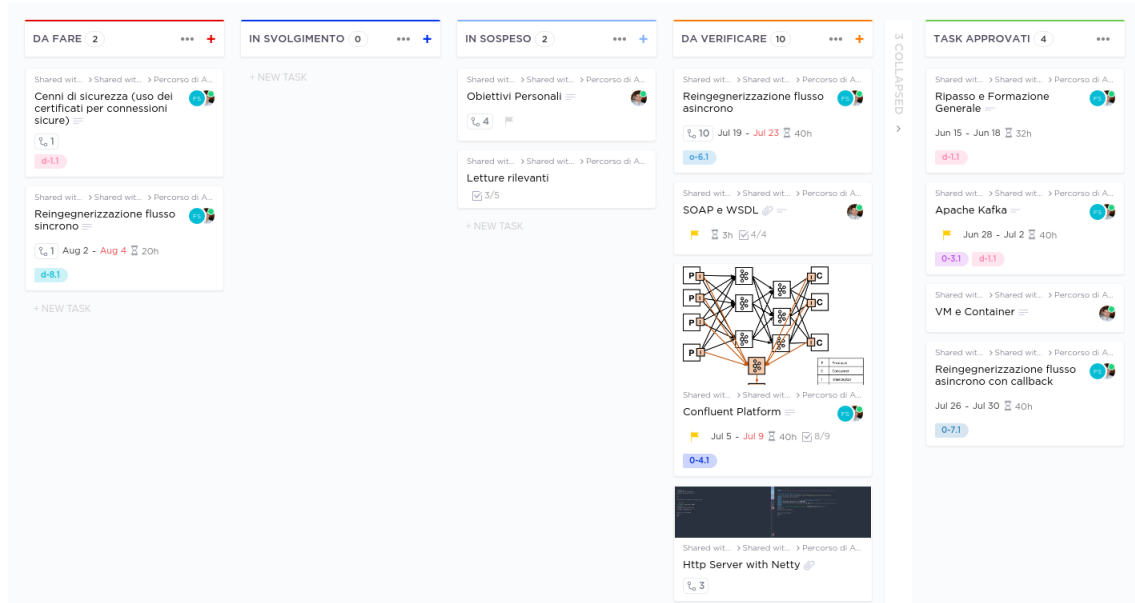 DA FARE 2
Shared wit... > Shared wit... > Percorso di A...
Cenni di sicurezza (uso dei
certificati per connessioni
sicure)
1
d-1.1
Shared wit... > Shared wit... > Percorso di A...
Reingegnerizzazione flusso
sincrono
1 Aug 2 - Aug 4 20h
d-8.1
+ NEW TASK
IN SVOLGIMENTO 0
+ NEW TASK
IN SOSPESO 2
Shared wit... > Shared wit... > Percorso di A...
Obiettivi Personali
4
Shared wit... > Shared wit... > Percorso di A...
Letture rilevanti
3/5
+ NEW TASK
DA VERIFICARE 10
Shared wit... > Shared wit... > Percorso di A...
Reingegnerizzazione flusso
asincrono
10 Jul 19 - Jul 23 40h
o-6.1
Shared wit... > Shared wit... > Percorso di A...
SOAP e WSDL
3h 4/4
P I C
P I
P I C
P I
I C
P Producer
C Consumer
I Interceptor
Shared wit... > Shared wit... > Percorso di A...
Confluent Platform
Jul 5 - Jul 9 40h 8/9
0-4.1
Shared wit... > Shared wit... > Percorso di A...
Http Server with Netty
3
3 COLLAPSED
TASK APPROVATI 4
Shared wit... > Shared wit... > Percorso di A...
Ripasso e Formazione
Generale
Jun 15 - Jun 18 32h
d-1.1
Shared wit... > Shared wit... > Percorso di A...
Apache Kafka
Jun 28 - Jul 2 40h
0-3.1 d-1.1
Shared wit... > Shared wit... > Percorso di A...
VM e Container
Shared wit... > Shared wit... > Percorso di A...
Reingegnerizzazione flusso
asincrono con callback
Jul 26 - Jul 30 40h
0-7.1